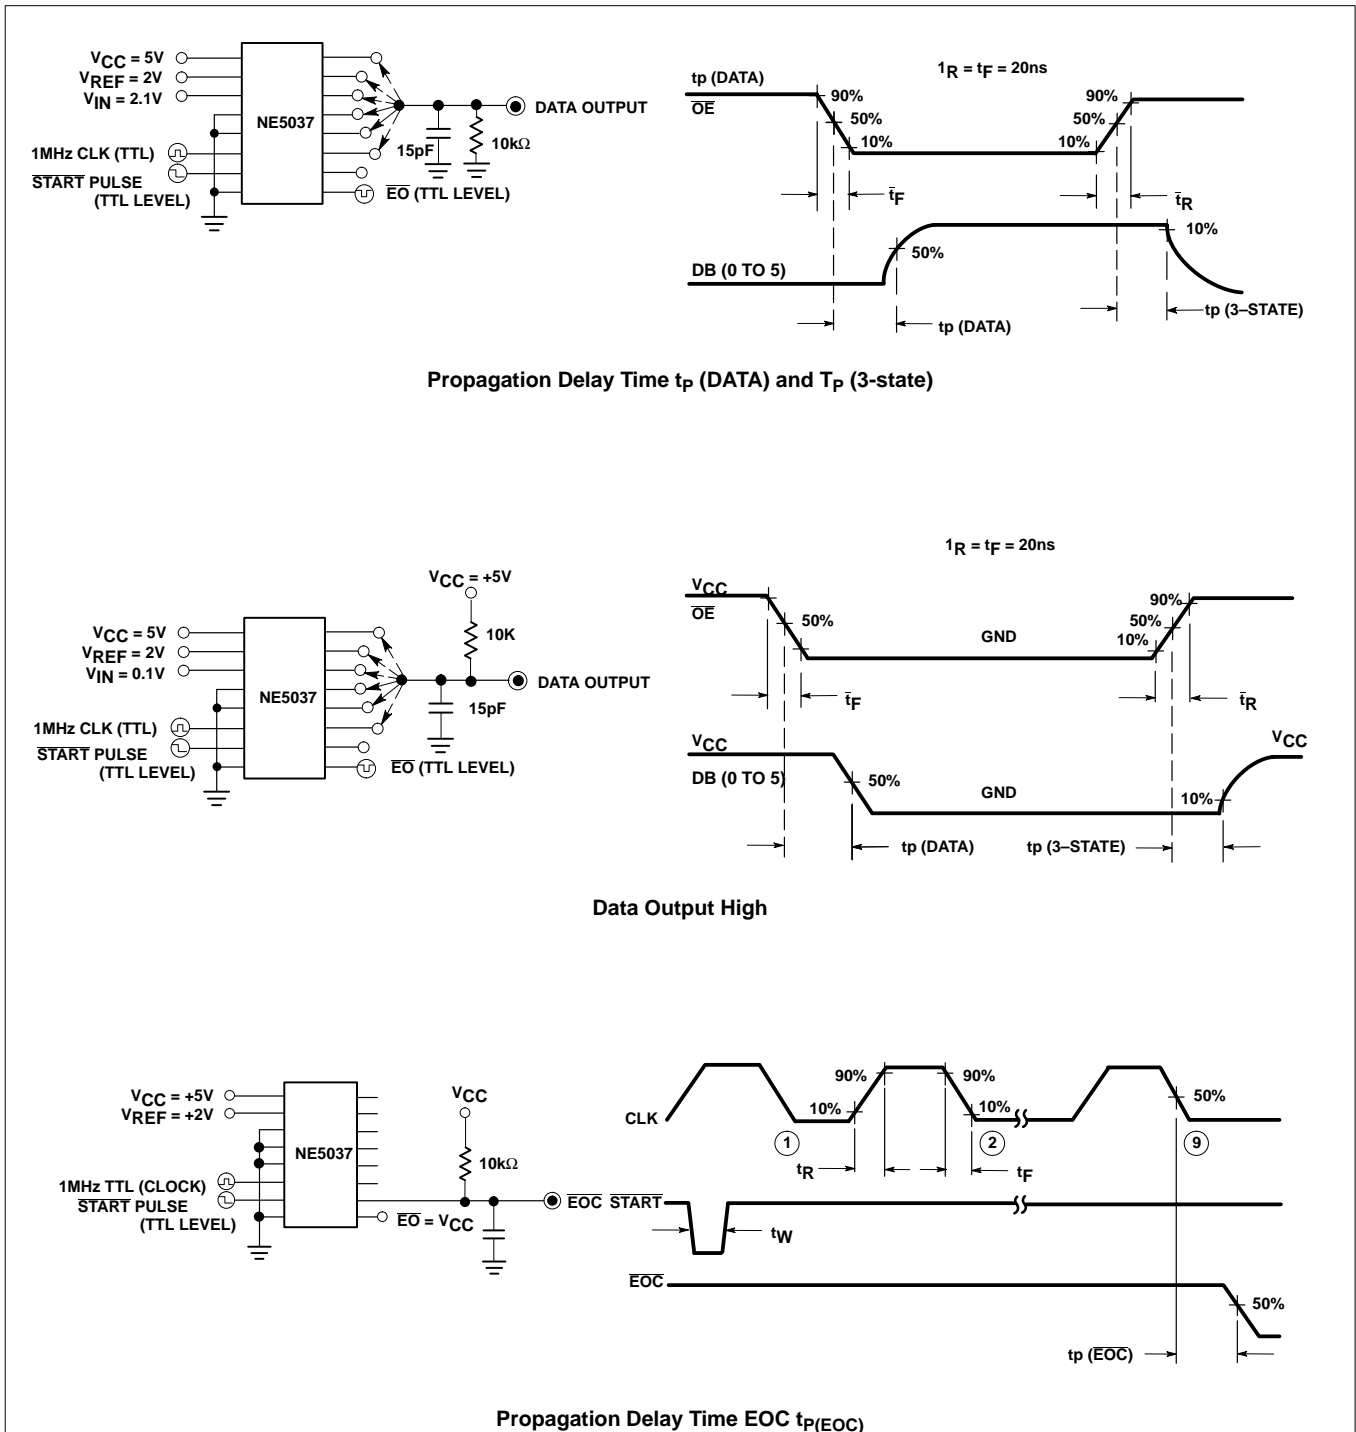 VCC = 5V
VREF = 2V
VIN = 2.1V
NE5037
1MHz CLK (TTL)
START PULSE
(TTL LEVEL)
15pF
10kΩ
DATA OUTPUT
EO (TTL LEVEL)
1R = tF = 20ns
tp (DATA)
OE
90%
50%
10%
90%
50%
10%
tF
tR
DB (0 TO 5)
50%
10%
tp (DATA)
tp (3–STATE)
Propagation Delay Time tP (DATA) and TP (3-state)
VCC = +5V
10K
VCC = 5V
VREF = 2V
VIN = 0.1V
NE5037
1MHz CLK (TTL)
START PULSE
(TTL LEVEL)
15pF
DATA OUTPUT
EO (TTL LEVEL)
1R = tF = 20ns
VCC
OE
50%
GND
90%
50%
10%
tF
tR
VCC
DB (0 TO 5)
50%
GND
10%
VCC
tp (DATA)
tp (3–STATE)
Data Output High
VCC = +5V
VREF = +2V
NE5037
1MHz TTL (CLOCK)
START PULSE
(TTL LEVEL)
VCC
10kΩ
EO = VCC
EOC
CLK
90%
10%
90%
10%
50%
1
2
9
tR
tF
START
tW
EOC
50%
tp (EOC)
Propagation Delay Time EOC tP(EOC)